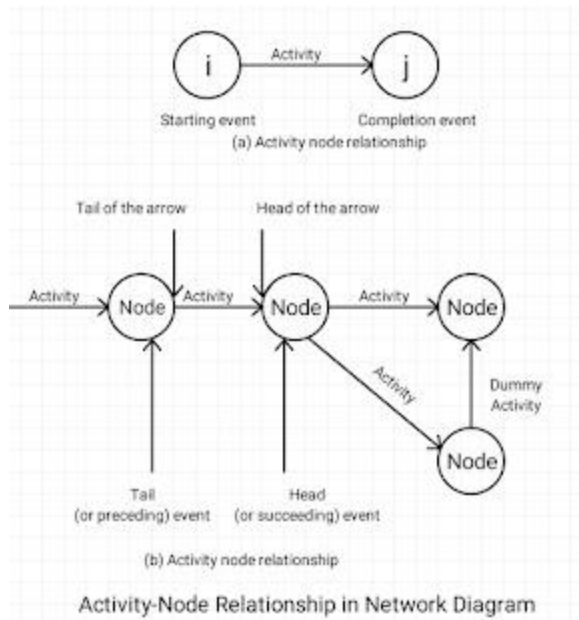 Activity
i
j
Starting event
Completion event
(a) Activity node relationship
Tail of the arrow
Head of the arrow
Activity
Node
Activity
Node
Activity
Node
Activity
Dummy
Activity
Node
Tail
(or preceding) event
Head
(or succeeding) event
(b) Activity node relationship
Activity-Node Relationship in Network Diagram